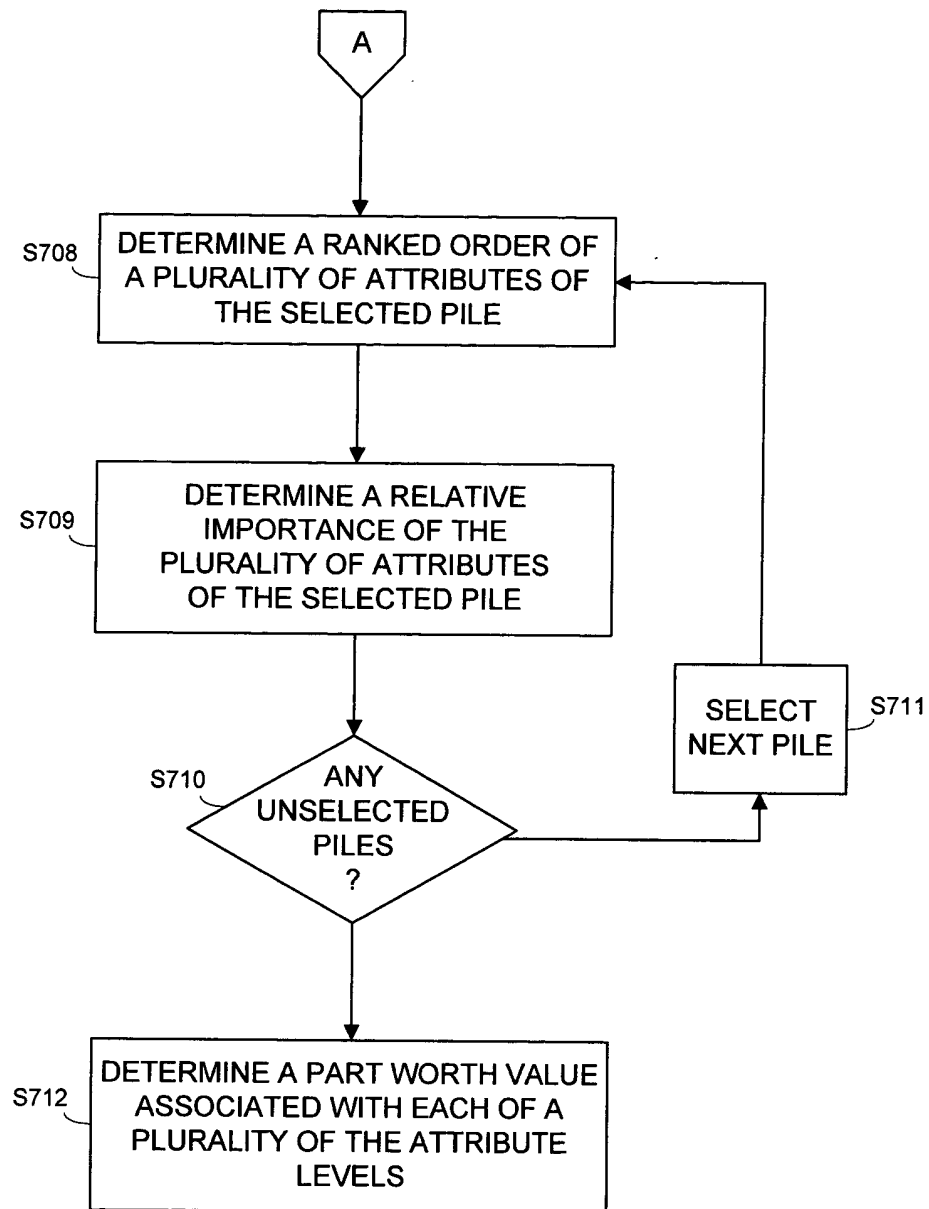 A
S708
DETERMINE A RANKED ORDER OF
A PLURALITY OF ATTRIBUTES OF
THE SELECTED PILE
S709
DETERMINE A RELATIVE
IMPORTANCE OF THE
PLURALITY OF ATTRIBUTES
OF THE SELECTED PILE
S710
ANY
UNSELECTED
PILES
?
SELECT
NEXT PILE
S711
S712
DETERMINE A PART WORTH VALUE
ASSOCIATED WITH EACH OF A
PLURALITY OF THE ATTRIBUTE
LEVELS